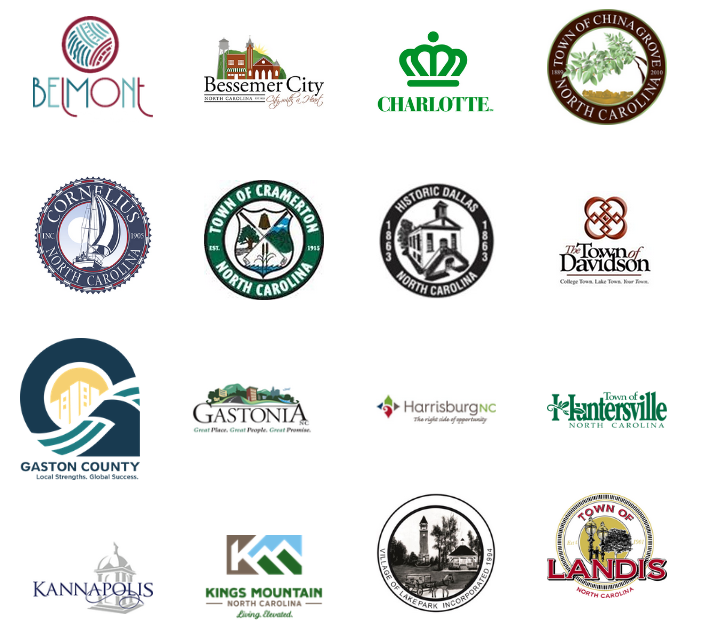 BELMONT
Bessemer City
NORTH CAROLINA
City with a Heart
CHARLOTTE
TOWN OF CHINA GROVE
1889 2010
NORTH CAROLINA
CORNELIUS
INC 1905
NORTH CAROLINA
TOWN OF CRAMERTON
EST. 1915
NORTH CAROLINA
HISTORIC DALLAS
1863 1863
NORTH CAROLINA
The Town of
Davidson
College Town. Lake Town. Your Town.
GASTON COUNTY
Local Strengths. Global Success.
GASTONIA
N.C.
Great Place. Great People. Great Promise.
HarrisburgNC
The right side of opportunity
Town of
Huntersville
NORTH CAROLINA
KANNAPOLIS
KM
KINGS MOUNTAIN
NORTH CAROLINA
Living. Elevated.
VILLAGE OF LAKE PARK INCORPORATED 1994
TOWN OF
LANDIS
NORTH CAROLINA